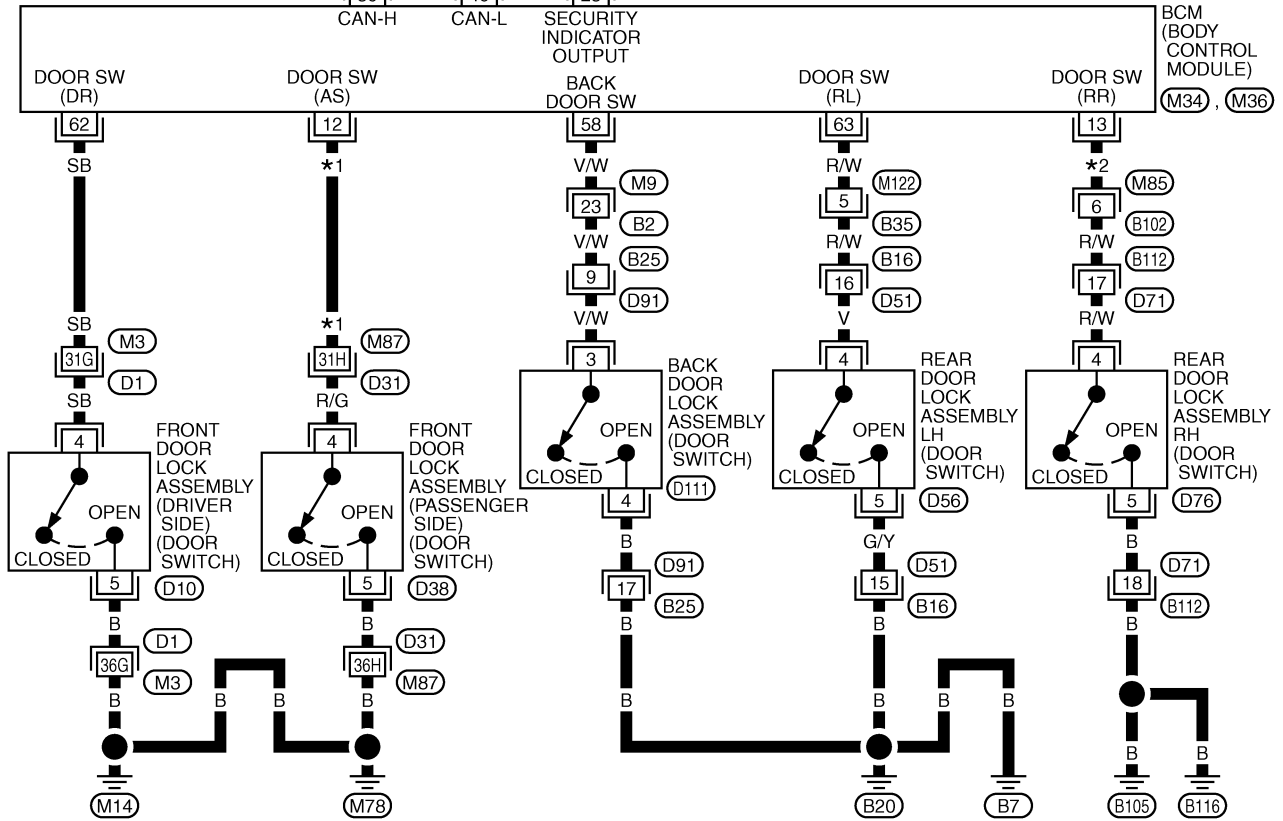 CAN-H
CAN-L
SECURITY
INDICATOR
OUTPUT
BCM
(BODY
CONTROL
MODULE)
M34 , M36
DOOR SW
(DR)
DOOR SW
(AS)
BACK
DOOR SW
DOOR SW
(RL)
DOOR SW
(RR)
62
12
58
63
13
SB
*1
V/W
R/W
*2
M9
M122
M85
23
5
6
B2
B35
B102
V/W
R/W
R/W
B25
B16
B112
9
16
17
D91
D51
D71
SB
*1
V/W
V
R/W
M3
M87
31G
31H
3
4
4
D1
D31
SB
R/G
4
4
BACK
DOOR
LOCK
ASSEMBLY
(DOOR
SWITCH)
D111
REAR
DOOR
LOCK
ASSEMBLY
LH
(DOOR
SWITCH)
D56
REAR
DOOR
LOCK
ASSEMBLY
RH
(DOOR
SWITCH)
D76
OPEN
CLOSED
OPEN
CLOSED
OPEN
CLOSED
4
5
5
FRONT
DOOR
LOCK
ASSEMBLY
(DRIVER
SIDE)
(DOOR
SWITCH)
D10
FRONT
DOOR
LOCK
ASSEMBLY
(PASSENGER
SIDE)
(DOOR
SWITCH)
D38
OPEN
CLOSED
OPEN
CLOSED
5
5
B
G/Y
B
D91
D51
D71
17
15
18
B25
B16
B112
B
B
B
B
B
D1
D31
36G
36H
M3
M87
B
B
B
B
B
B
B
B
B
B
M14
M78
B20
B7
B105
B116